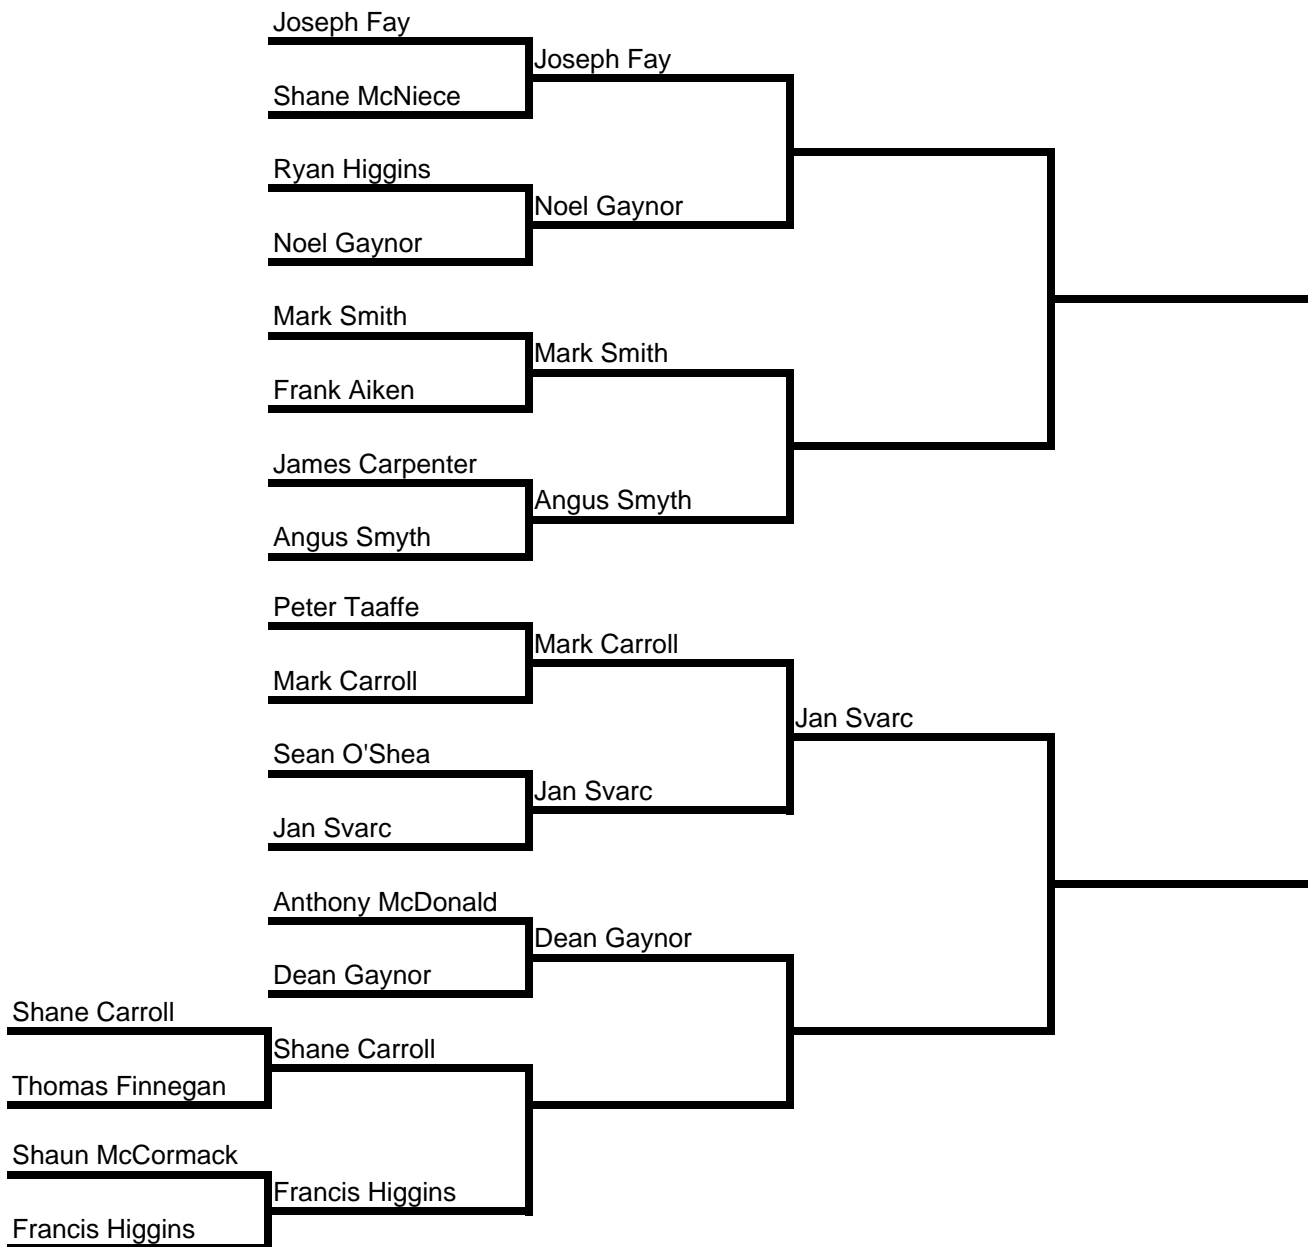 Joseph Fay
Joseph Fay
Shane McNiece
Ryan Higgins
Noel Gaynor
Noel Gaynor
Mark Smith
Mark Smith
Frank Aiken
James Carpenter
Angus Smyth
Angus Smyth
Peter Taaffe
Mark Carroll
Mark Carroll
Jan Svarc
Sean O'Shea
Jan Svarc
Jan Svarc
Anthony McDonald
Dean Gaynor
Dean Gaynor
Shane Carroll
Shane Carroll
Thomas Finnegan
Shaun McCormack
Francis Higgins
Francis Higgins